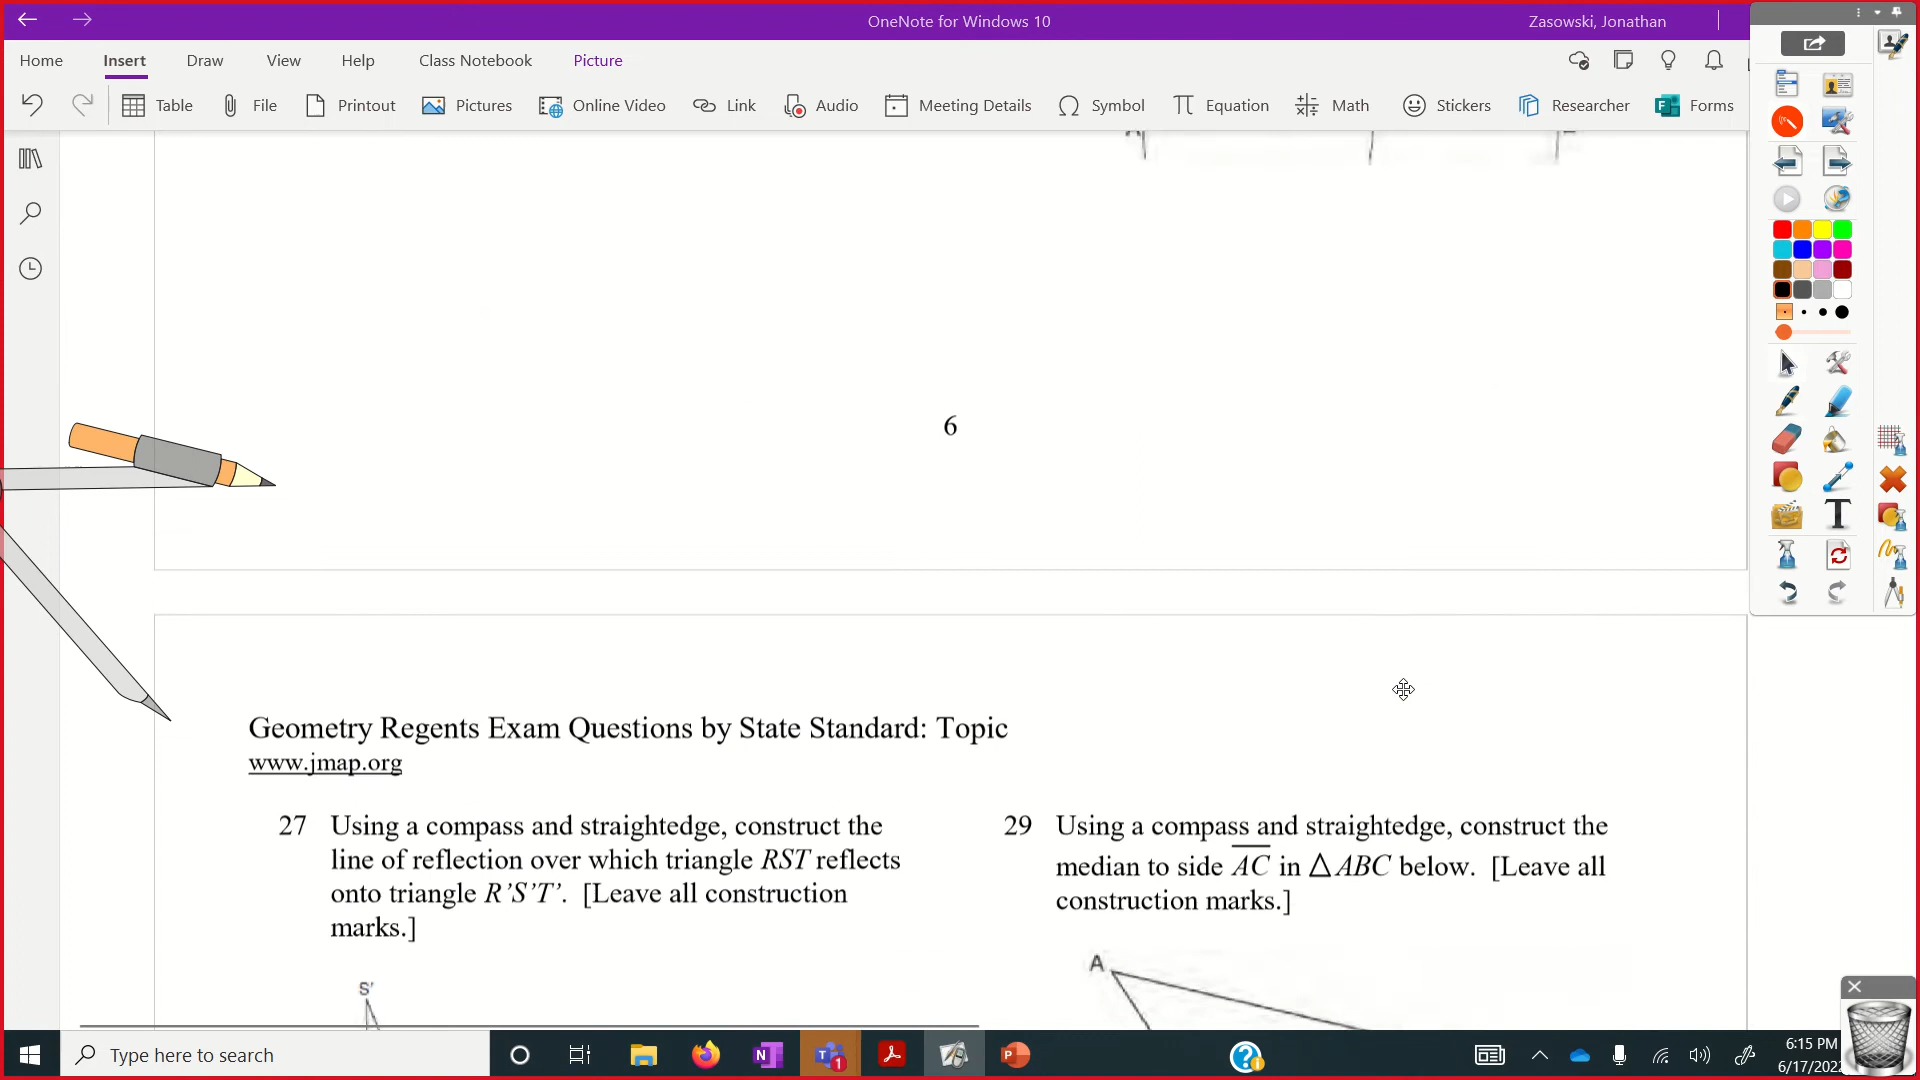 OneNote for Windows 10
Zasowski, Jonathan
Home Insert Draw View Help Class Notebook Picture
Table File Printout Pictures Online Video Link Audio Meeting Details Symbol Equation Math Stickers Researcher Forms
6
Geometry Regents Exam Questions by State Standard: Topic
www.jmap.org
27 Using a compass and straightedge, construct the
line of reflection over which triangle RST reflects
onto triangle R'S'T'. [Leave all construction
marks.]
S'
29 Using a compass and straightedge, construct the
median to side AC in △ABC below. [Leave all
construction marks.]
A
Type here to search
6:15 PM